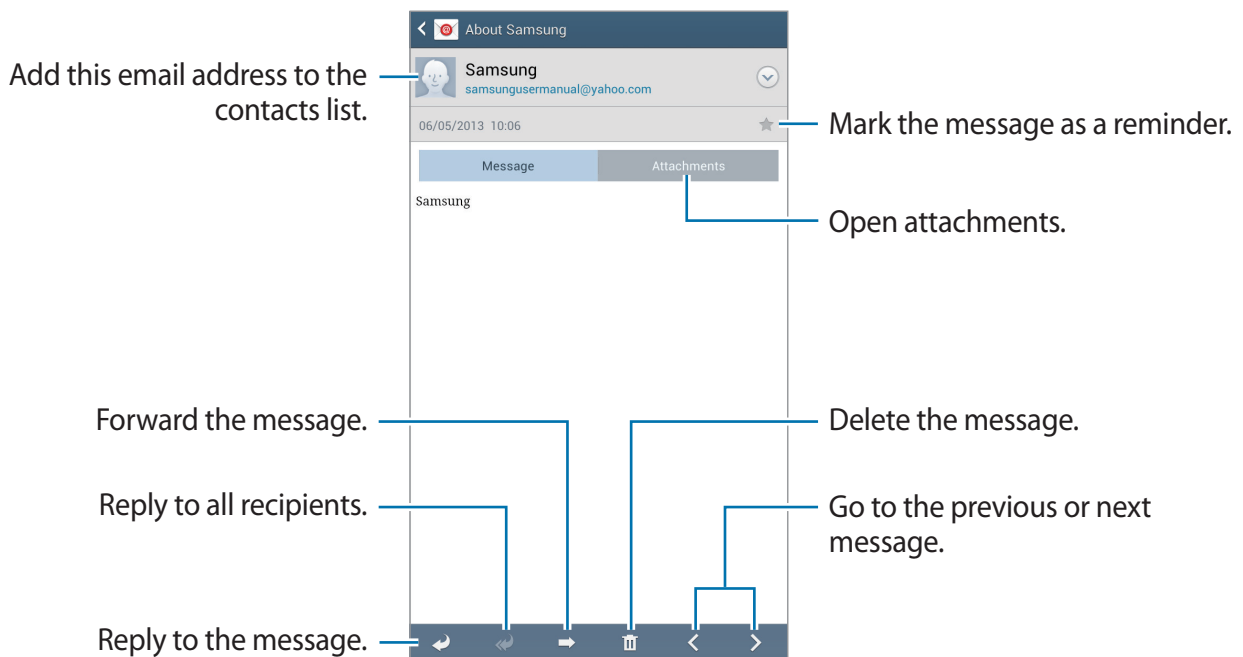 About Samsung
Samsung
samsungusermanual@yahoo.com
Add this email address to the
contacts list.
06/05/2013 10:06
Mark the message as a reminder.
Message
Attachments
Samsung
Open attachments.
Forward the message.
Delete the message.
Reply to all recipients.
Go to the previous or next
message.
Reply to the message.